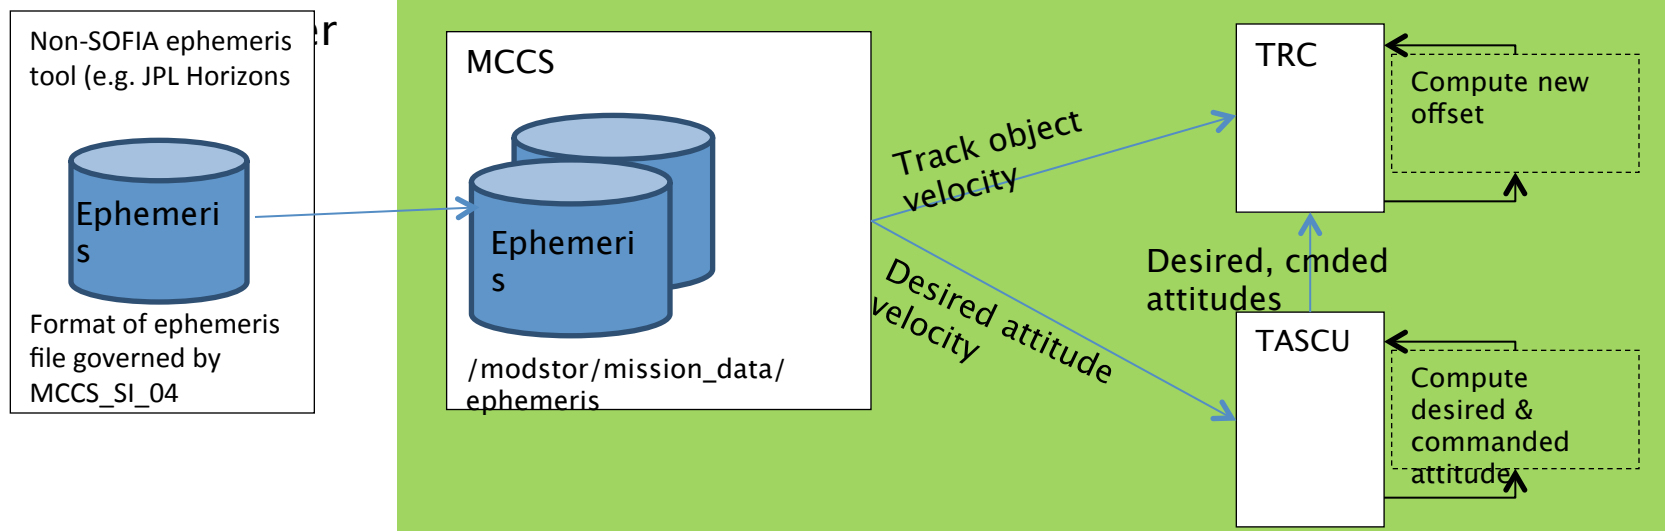 Non-SOFIA ephemeris
tool (e.g. JPL Horizons
Ephemeri
s
Format of ephemeris
file governed by
MCCS_SI_04
MCCS
Ephemeri
s
/modstor/mission_data/
ephemeris
Track object
velocity
Desired attitude
velocity
TRC
Compute new
offset
Desired, cmded
attitudes
TASCU
Compute
desired &
commanded
attitude